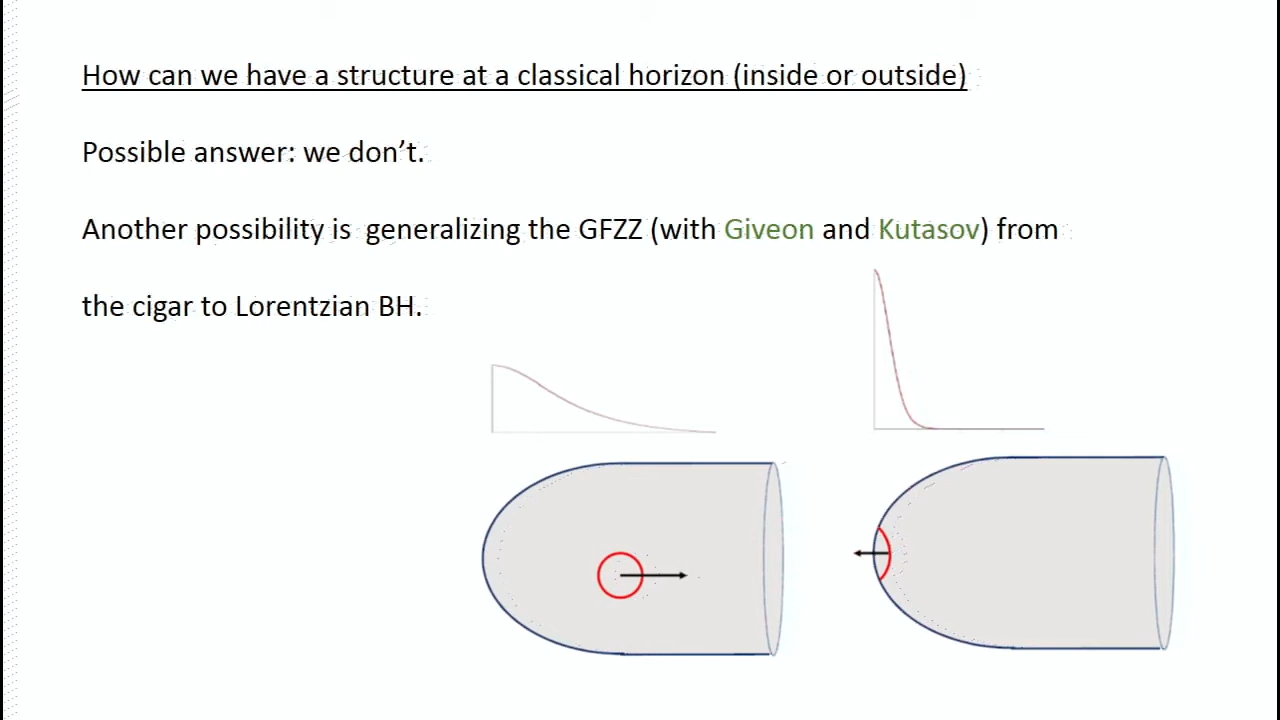 How can we have a structure at a classical horizon (inside or outside)
Possible answer: we don’t.
Another possibility is generalizing the GFZZ (with Giveon and Kutasov) from
the cigar to Lorentzian BH.